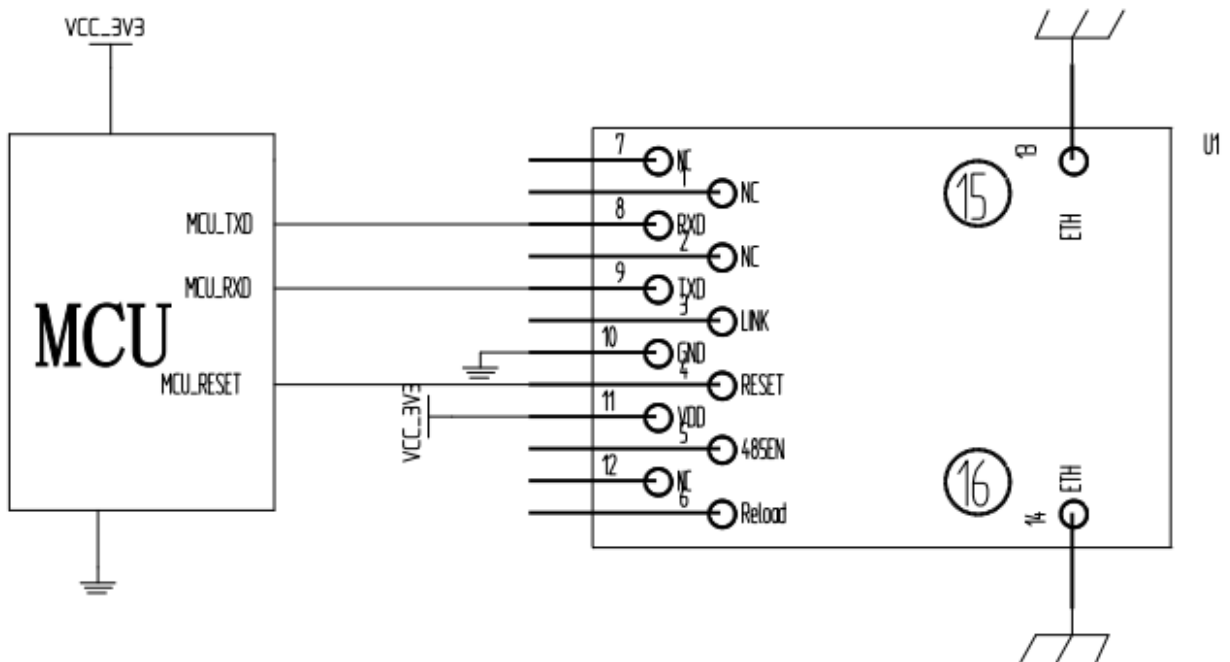 VCC_3V3
U1
7
NC
13
1
NC
15
MCU_TXD
8
RXD
ETH
2
NC
9
MCU_RXD
TXD
3
LINK
MCU
10
GND
4
MCU_RESET
RESET
VCC_3V3
11
VDD
5
485EN
12
NC
16
ETH
6
Reload
14